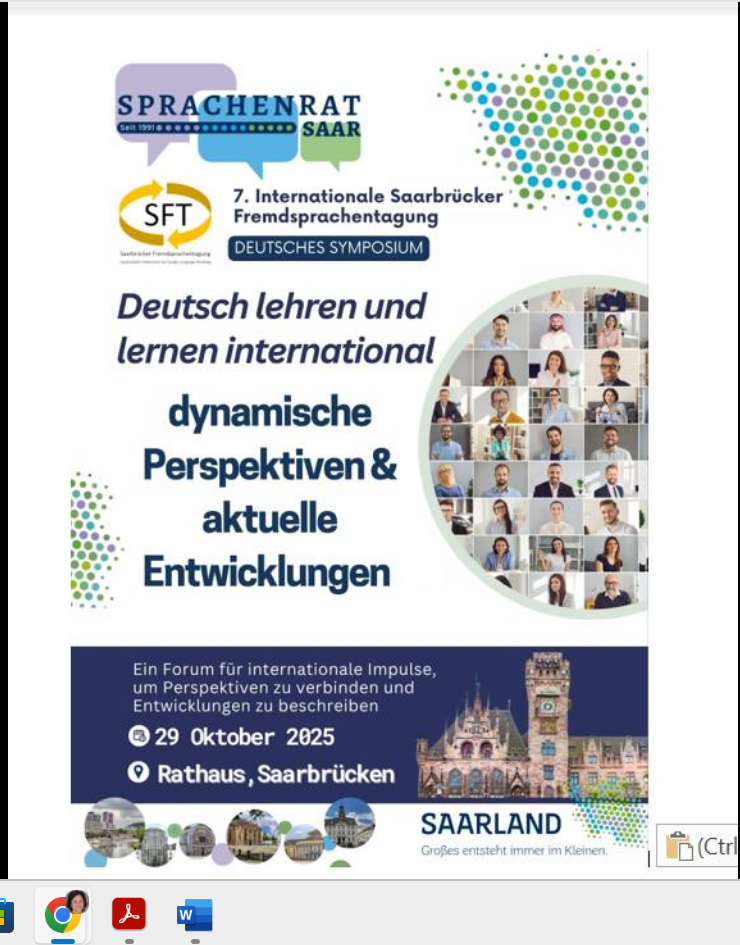 SPRACHENRAT
Seit 1991
SAAR
SFT
Saarbrücker Fremdsprachentagung
7. Internationale Saarbrücker
Fremdsprachentagung
DEUTSCHES SYMPOSIUM
Deutsch lehren und
lernen international
dynamische
Perspektiven &
aktuelle
Entwicklungen
Ein Forum für internationale Impulse,
um Perspektiven zu verbinden und
Entwicklungen zu beschreiben
29 Oktober 2025
Rathaus, Saarbrücken
SAARLAND
Großes entsteht immer im Kleinen.
(Ctrl
W